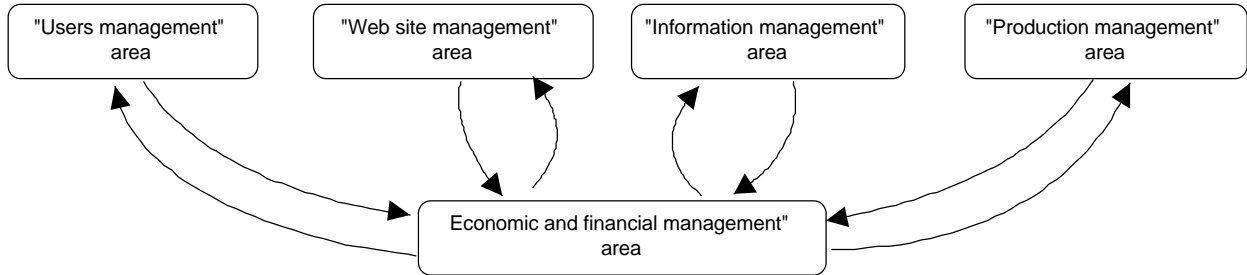 "Users management"
area
"Web site management"
area
"Information management"
area
"Production management"
area
Economic and financial management"
area